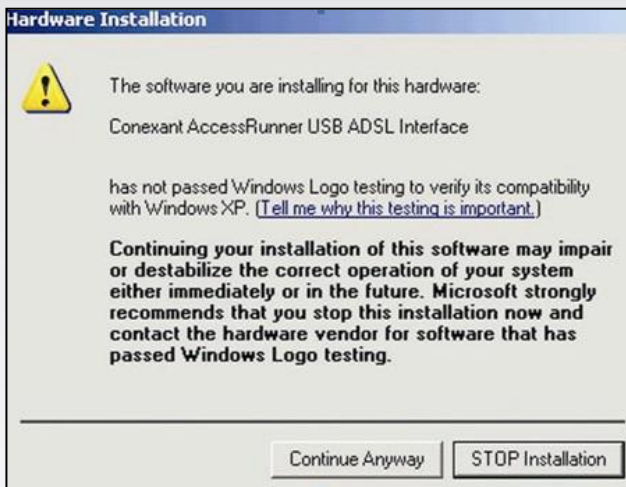 Hardware Installation
The software you are installing for this hardware:
Conexant AccessRunner USB ADSL Interface
has not passed Windows Logo testing to verify its compatibility
with Windows XP. (Tell me why this testing is important.)
Continuing your installation of this software may impair
or destabilize the correct operation of your system
either immediately or in the future. Microsoft strongly
recommends that you stop this installation now and
contact the hardware vendor for software that has
passed Windows Logo testing.
Continue Anyway
STOP Installation